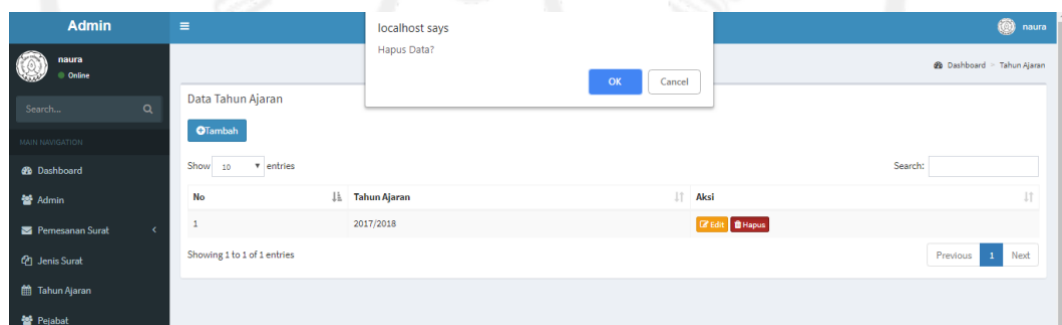 Admin
naura
localhost says
Hapus Data?
OK Cancel
naura
Online
Dashboard > Tahun Ajaran
Search...
Data Tahun Ajaran
Tambah
MAIN NAVIGATION
Show 10 entries
Search:
Dashboard
No Tahun Ajaran Aksi
Admin
1 2017/2018 Edit Hapus
Pemesanan Surat
Showing 1 to 1 of 1 entries
Previous 1 Next
Jenis Surat
Tahun Ajaran
Pejabat